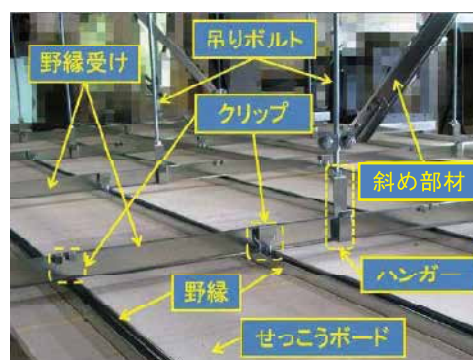 吊りボルト
野縁受け
クリップ
斜め部材
ハンガー
野縁
せっこうボード